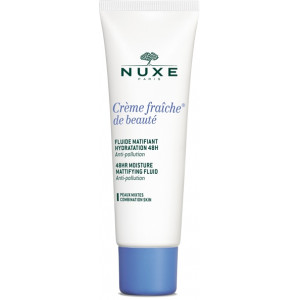 NUXE
PARIS
Crème fraîche®
de beauté
FLUIDE MATIFIANT
HYDRATATION 48H
Anti-pollution
48HR MOISTURE
MATTIFYING FLUID
Anti-pollution
PEAUX MIXTES
COMBINATION SKIN